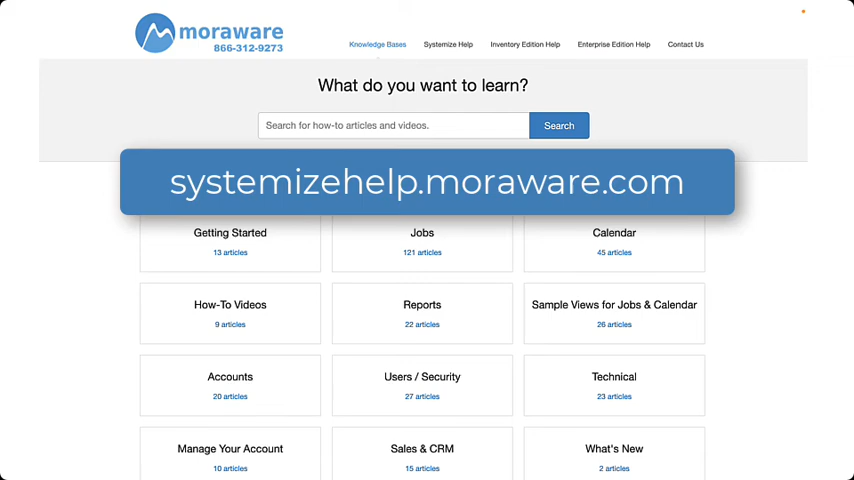 moraware
866-312-9273
Knowledge Bases Systemize Help Inventory Edition Help Enterprise Edition Help Contact Us
What do you want to learn?
Search for how-to articles and videos. Search
systemizehelp.moraware.com
Getting Started Jobs Calendar
13 articles 121 articles 45 articles
How-To Videos Reports Sample Views for Jobs & Calendar
9 articles 22 articles 26 articles
Accounts Users / Security Technical
20 articles 27 articles 23 articles
Manage Your Account Sales & CRM What's New
10 articles 15 articles 2 articles